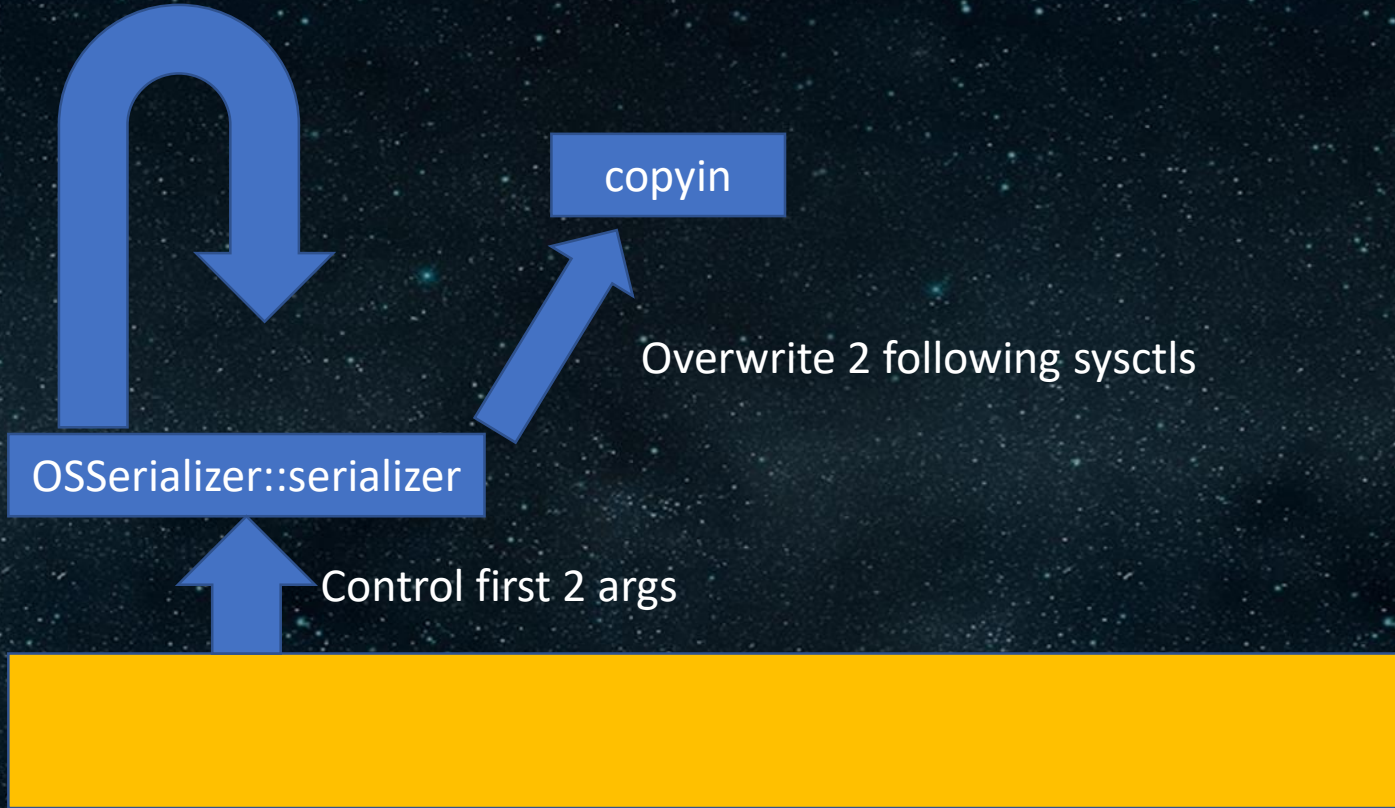 copyin
Overwrite 2 following sysctls
OSSerializer::serializer
Control first 2 args